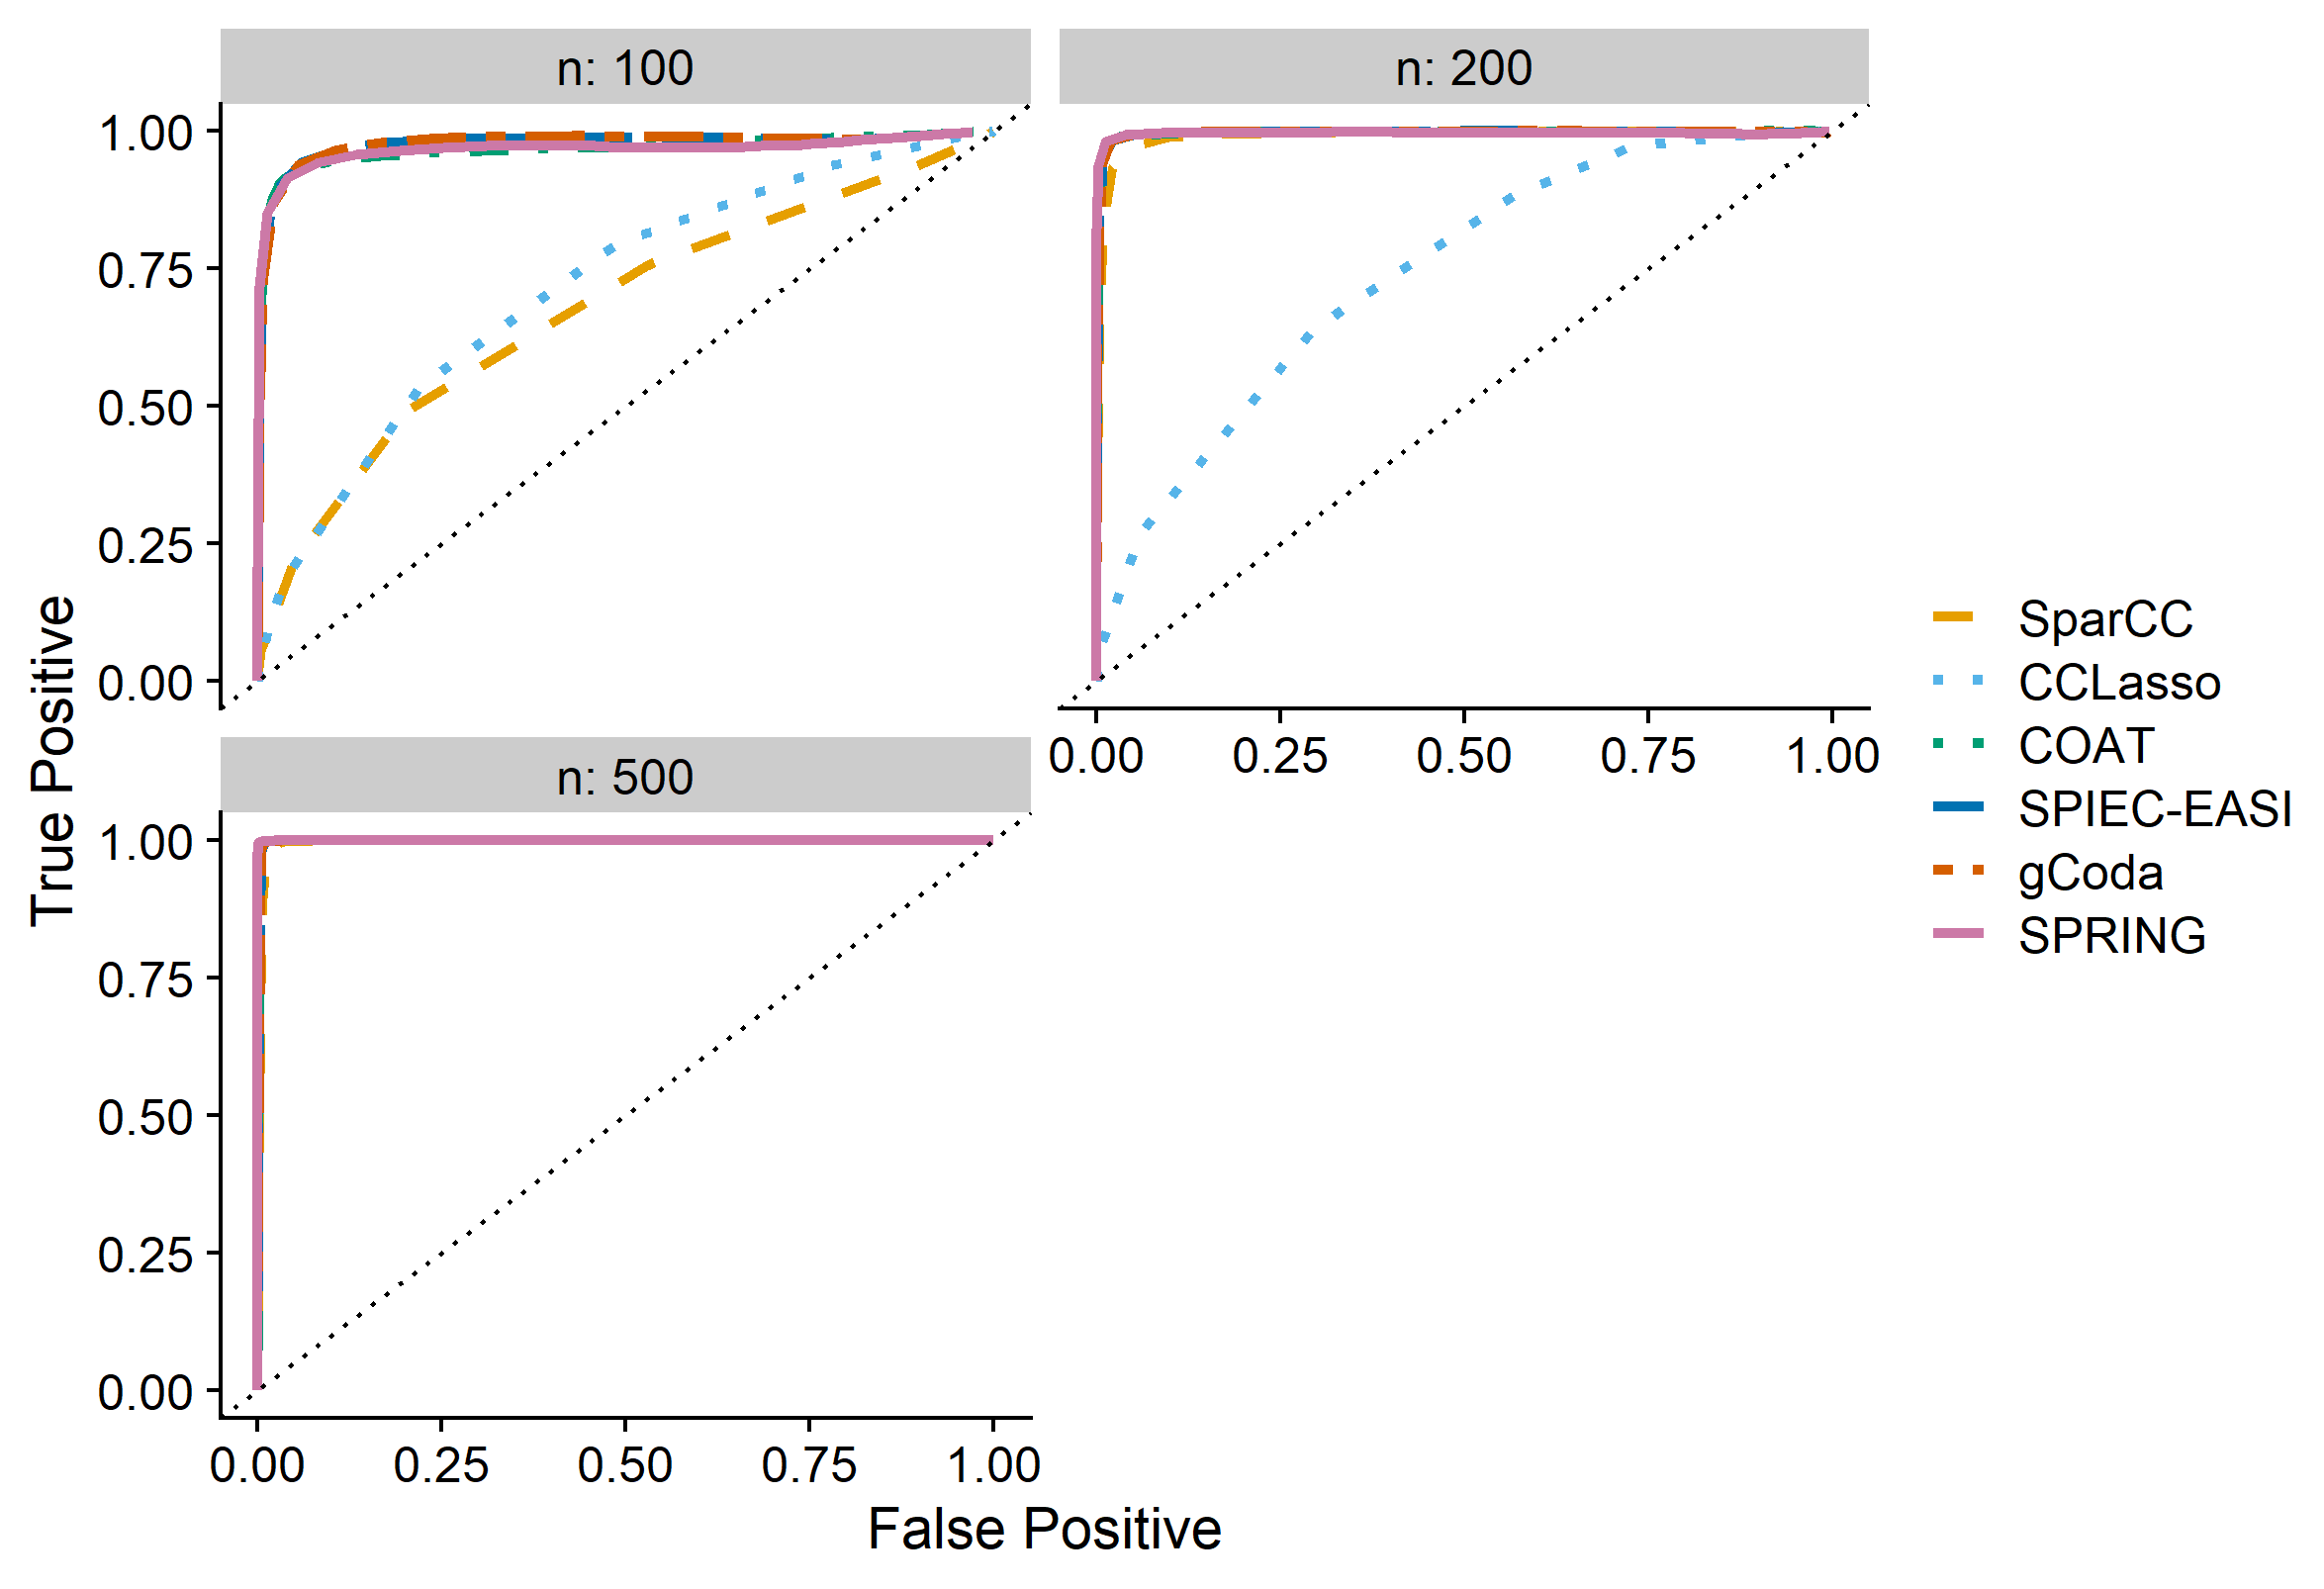 n: 100
n: 200
1.00
0.75
0.50
0.25
0.00
0.00 0.25 0.50 0.75 1.00
True Positive
n: 500
1.00
0.75
0.50
0.25
0.00
0.00 0.25 0.50 0.75 1.00
False Positive
SparCC
CCLasso
COAT
SPIEC-EASI
gCoda
SPRING